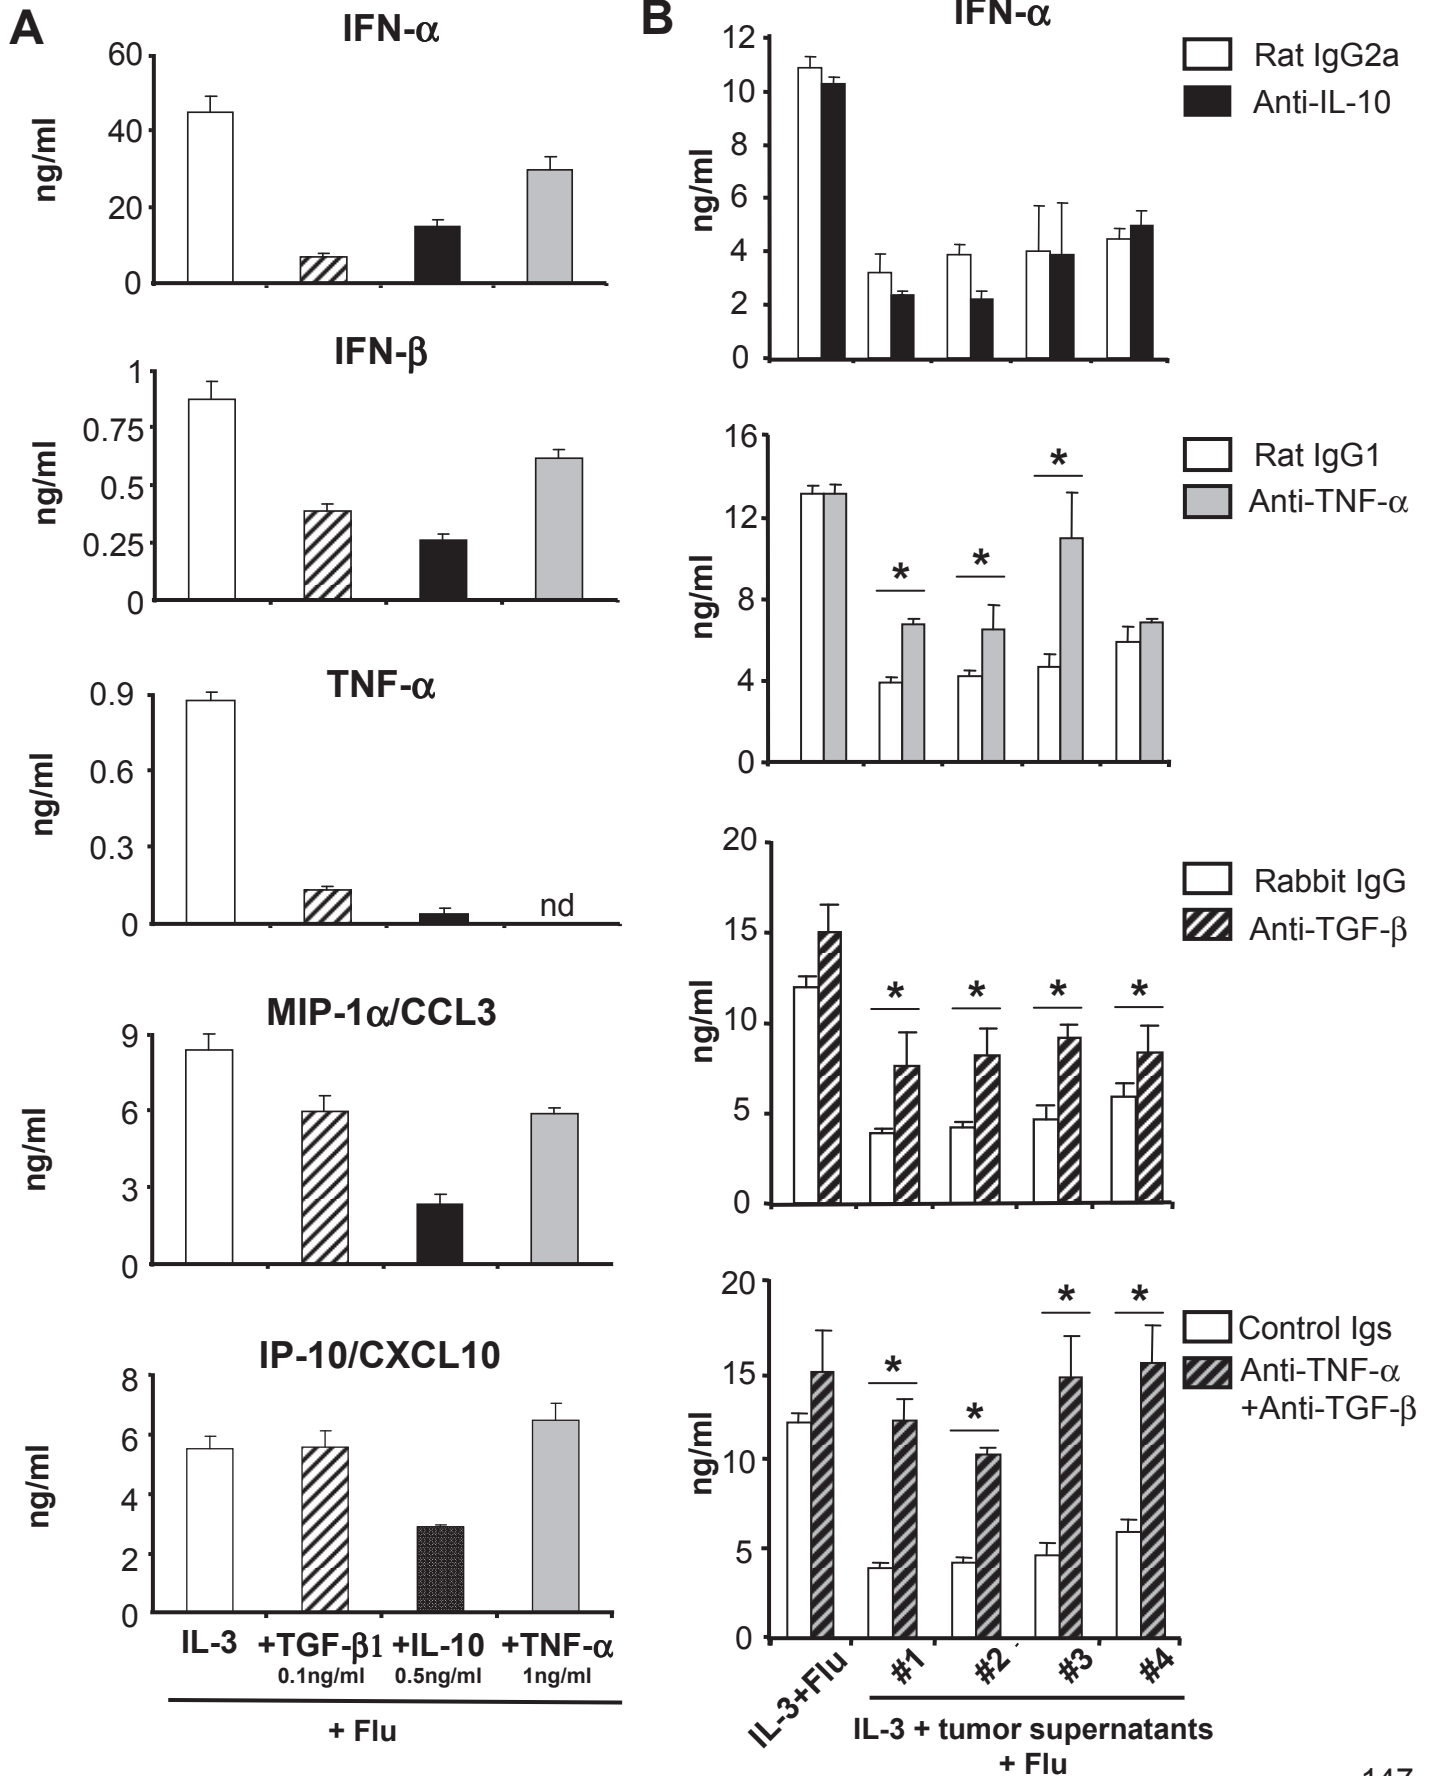 A
IFN-α
ng/ml
60
40
20
0
IFN-β
ng/ml
1
0.75
0.5
0.25
0
TNF-α
ng/ml
0.9
0.6
0.3
0
nd
MIP-1α/CCL3
ng/ml
9
6
3
0
IP-10/CXCL10
ng/ml
8
6
4
2
0
IL-3 +TGF-β1 +IL-10 +TNF-α
0.1ng/ml 0.5ng/ml 1ng/ml
+ Flu
B
IFN-α
ng/ml
12
10
8
6
4
2
0
Rat IgG2a
Anti-IL-10
ng/ml
16
12
8
4
0
* * *
Rat IgG1
Anti-TNF-α
ng/ml
20
15
10
5
0
* * * *
Rabbit IgG
Anti-TGF-β
ng/ml
20
15
10
5
0
* * * *
Control Igs
Anti-TNF-α
+Anti-TGF-β
IL-3+Flu #1 #2 #3 #4
IL-3 + tumor supernatants
+ Flu